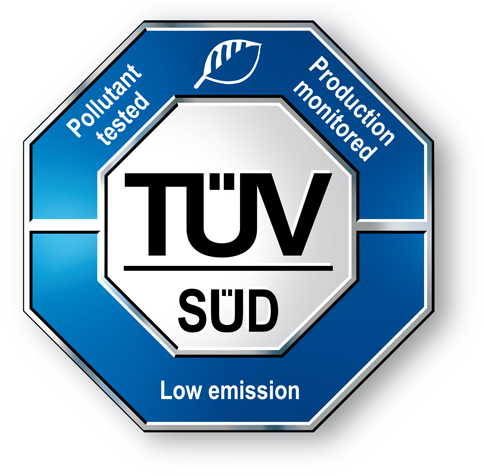 Pollutant
tested
Production
monitored
TÜV
SÜD
Low emission